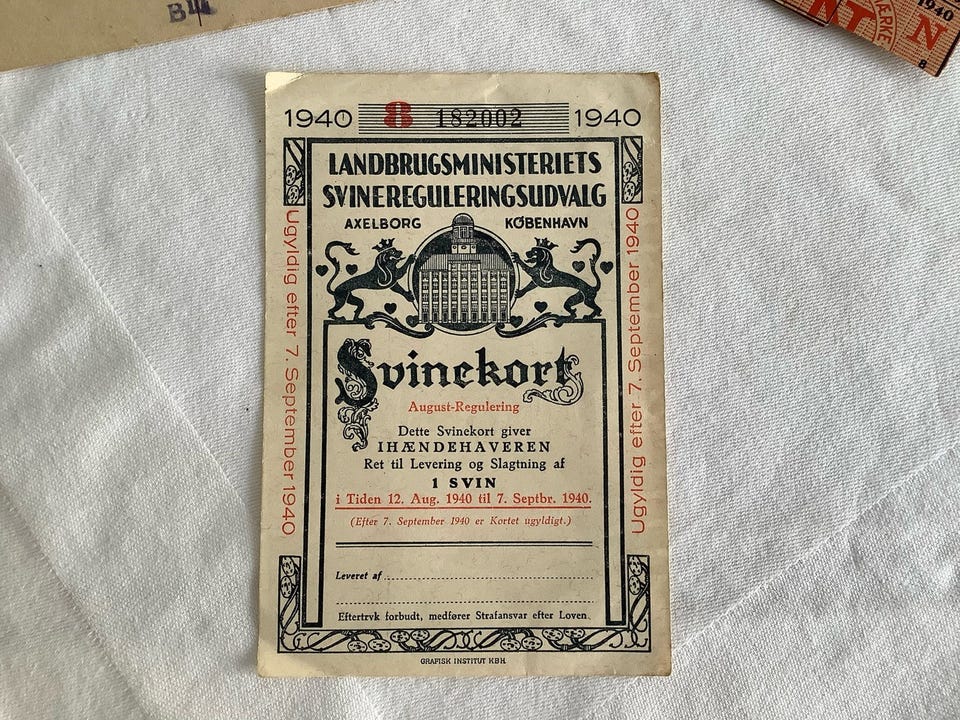 B
1940 8 182002 1940
LANDBRUGSMINISTERIETS
SVINEREGULERINGSUDVALG
AXELBORG KØBENHAVN
Svinekort
August-Regulering
Dette Svinekort giver
IHÆNDEHAVEREN
Ret til Levering og Slagtning af
1 SVIN
i Tiden 12. Aug. 1940 til 7. Septbr. 1940.
(Efter 7. September 1940 er Kortet ugyldigt.)
Leveret af
Eftertryk forbudt, medfører Strafansvar efter Loven.
GRAFISK INSTITUT KBH.
Ugyldig efter 7. September 1940
Ugyldig efter 7. September 1940
1940
N
8